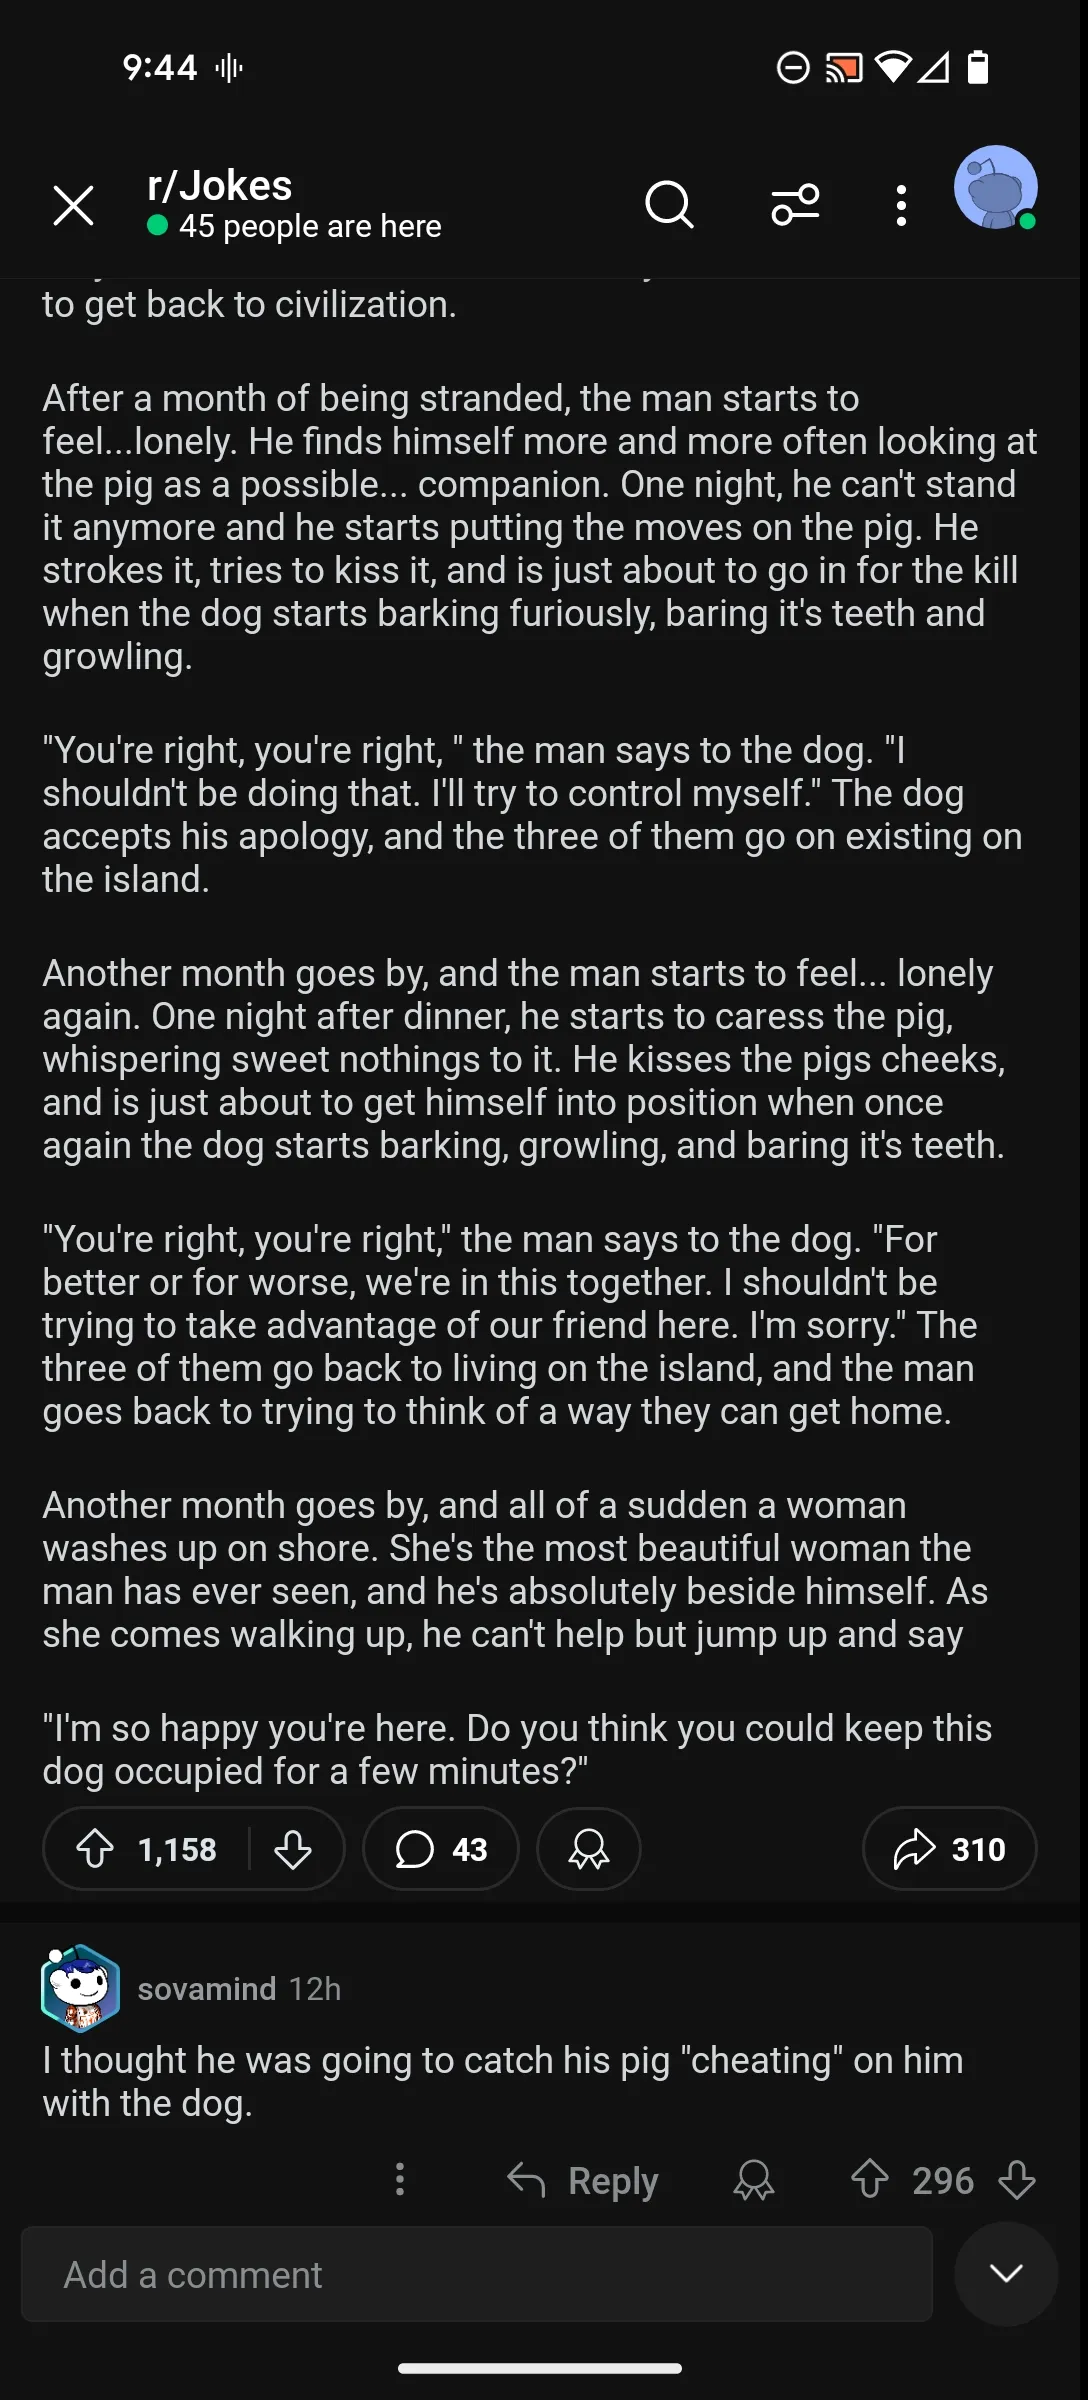 9:44
r/Jokes
45 people are here
to get back to civilization.
After a month of being stranded, the man starts to
feel...lonely. He finds himself more and more often looking at
the pig as a possible... companion. One night, he can't stand
it anymore and he starts putting the moves on the pig. He
strokes it, tries to kiss it, and is just about to go in for the kill
when the dog starts barking furiously, baring it's teeth and
growling.
"You're right, you're right, " the man says to the dog. "I
shouldn't be doing that. I'll try to control myself." The dog
accepts his apology, and the three of them go on existing on
the island.
Another month goes by, and the man starts to feel... lonely
again. One night after dinner, he starts to caress the pig,
whispering sweet nothings to it. He kisses the pigs cheeks,
and is just about to get himself into position when once
again the dog starts barking, growling, and baring it's teeth.
"You're right, you're right," the man says to the dog. "For
better or for worse, we're in this together. I shouldn't be
trying to take advantage of our friend here. I'm sorry." The
three of them go back to living on the island, and the man
goes back to trying to think of a way they can get home.
Another month goes by, and all of a sudden a woman
washes up on shore. She's the most beautiful woman the
man has ever seen, and he's absolutely beside himself. As
she comes walking up, he can't help but jump up and say
"I'm so happy you're here. Do you think you could keep this
dog occupied for a few minutes?"
1,158 43 310
sovamind 12h
I thought he was going to catch his pig "cheating" on him
with the dog.
Reply 296
Add a comment